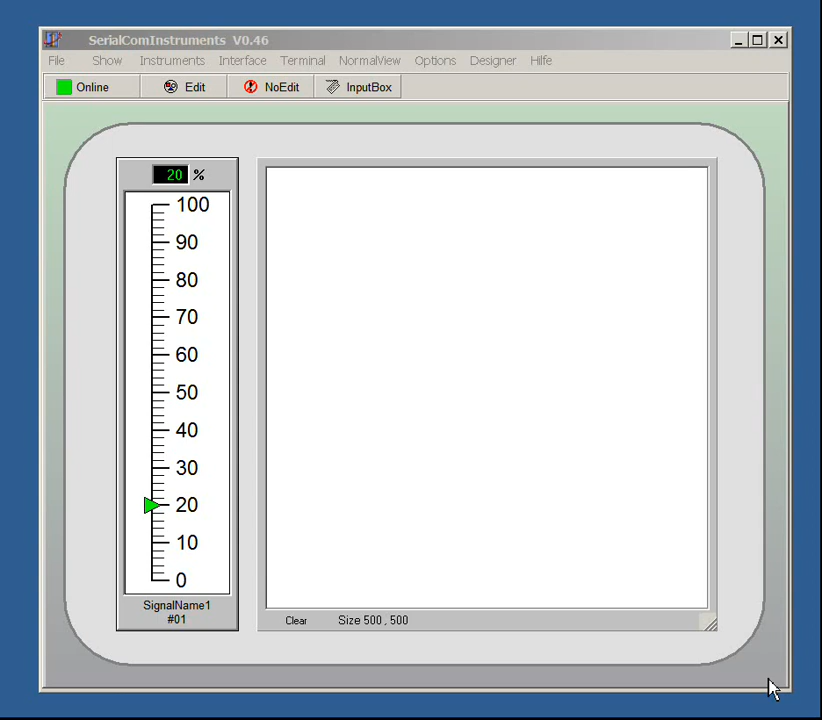 SerialComInstruments V0.46
File Show Instruments Interface Terminal NormalView Options Designer Hilfe
Online Edit NoEdit InputBox
20 %
100
90
80
70
60
50
40
30
20
10
0
SignalName1
#01
Clear Size 500 , 500